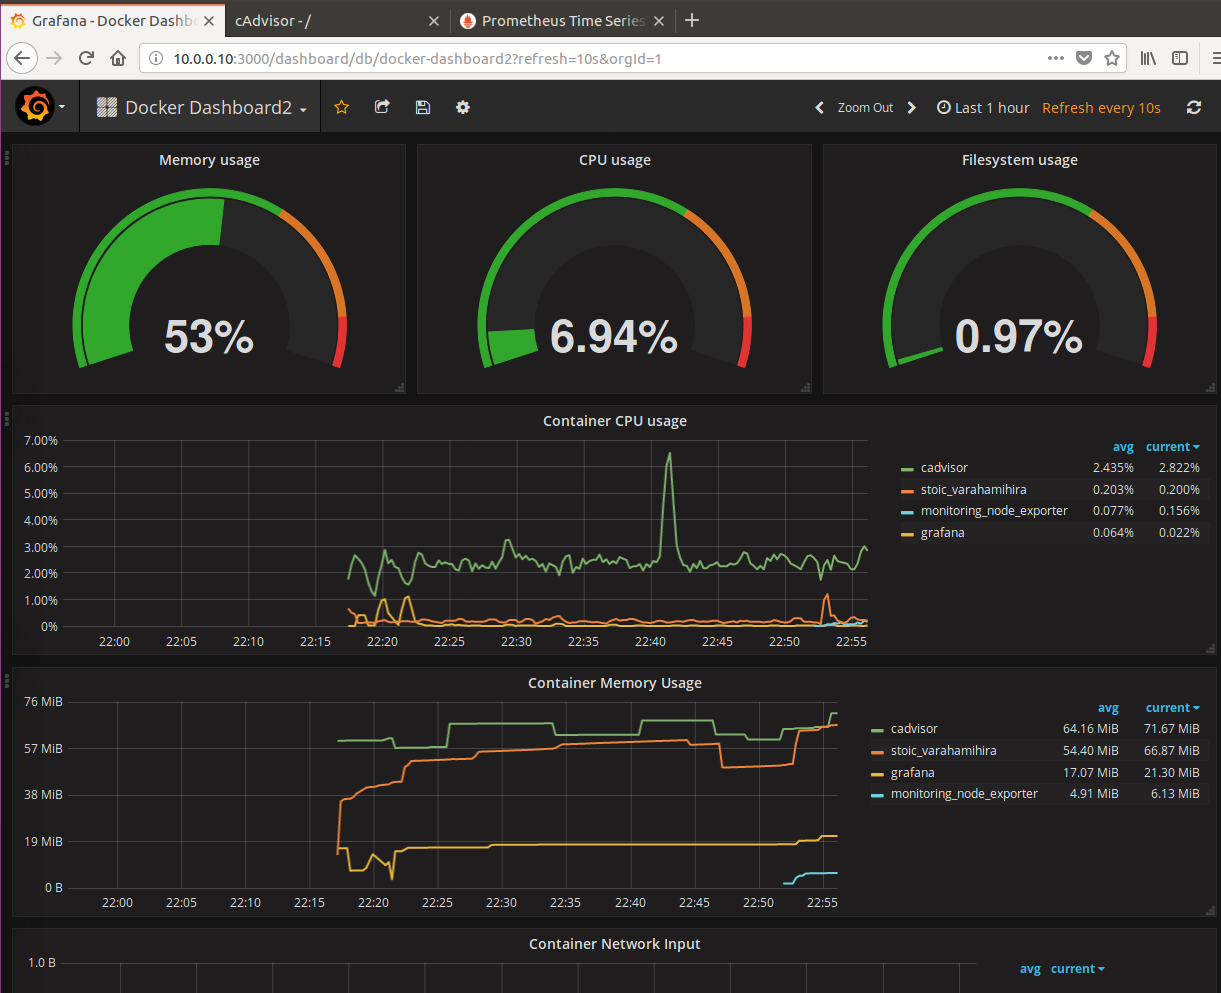 Grafana - Docker Dashb
cAdvisor - /
Prometheus Time Series
10.0.0.10:3000/dashboard/db/docker-dashboard2?refresh=10s&orgId=1
Docker Dashboard2
Zoom Out
Last 1 hour
Refresh every 10s
Memory usage
CPU usage
Filesystem usage
53%
6.94%
0.97%
Container CPU usage
7.00%
6.00%
5.00%
4.00%
3.00%
2.00%
1.00%
0%
22:00 22:05 22:10 22:15 22:20 22:25 22:30 22:35 22:40 22:45 22:50 22:55
avg current
cadvisor 2.435% 2.822%
stoic_varahamihira 0.203% 0.200%
monitoring_node_exporter 0.077% 0.156%
grafana 0.064% 0.022%
Container Memory Usage
76 MiB
57 MiB
38 MiB
19 MiB
0 B
22:00 22:05 22:10 22:15 22:20 22:25 22:30 22:35 22:40 22:45 22:50 22:55
avg current
cadvisor 64.16 MiB 71.67 MiB
stoic_varahamihira 54.40 MiB 66.87 MiB
grafana 17.07 MiB 21.30 MiB
monitoring_node_exporter 4.91 MiB 6.13 MiB
Container Network Input
1.0 B
avg current